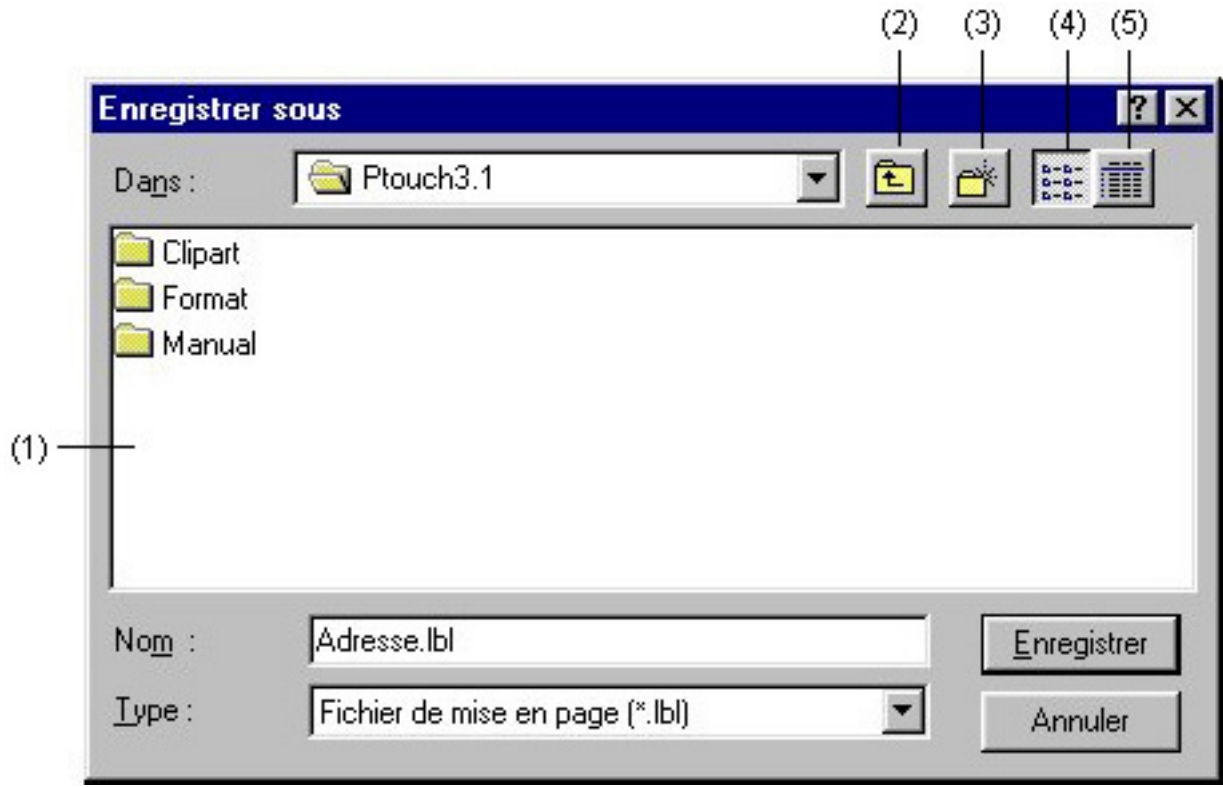 (2) (3) (4) (5)
Enregistrer sous
Dans : Ptouch3.1
Clipart
Format
Manual
(1)
Nom : Adresse.lbl Enregistrer
Type : Fichier de mise en page (*.lbl) Annuler